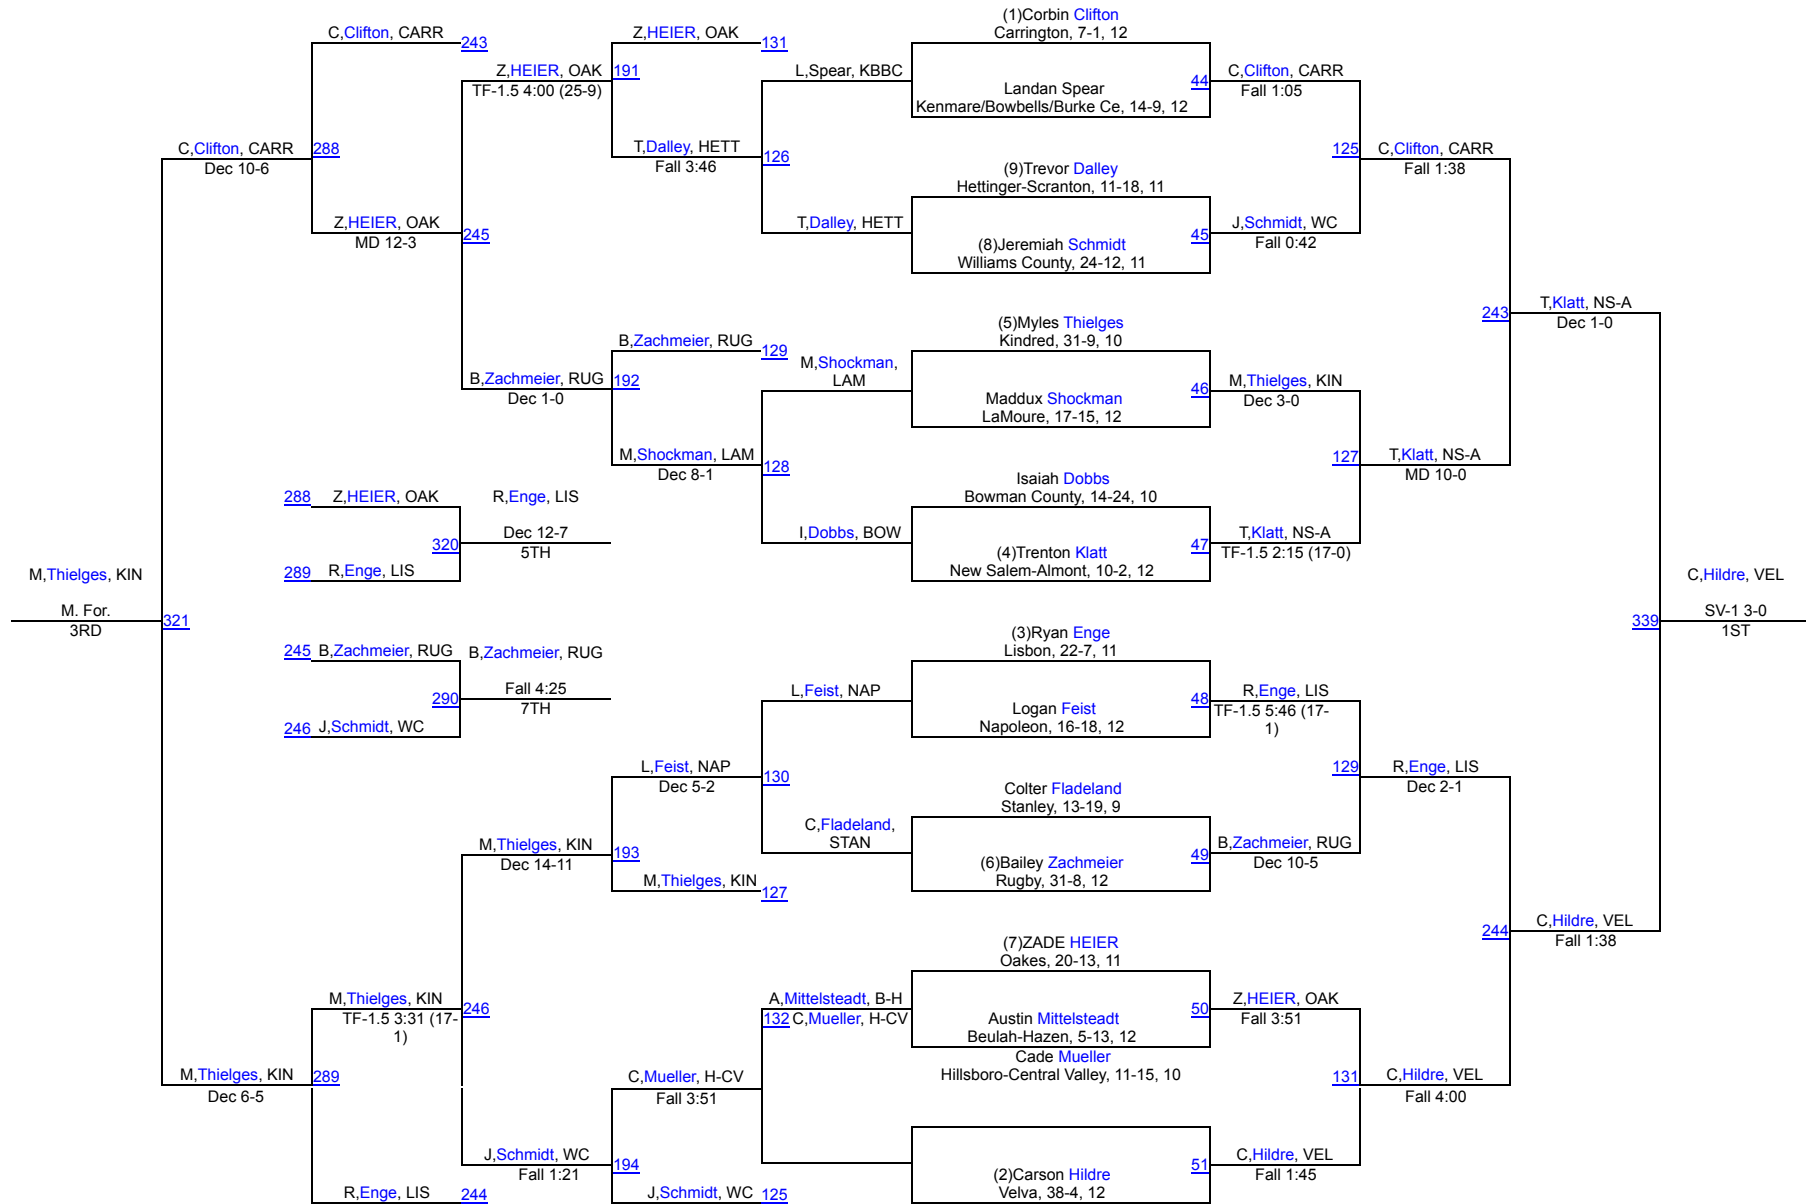 (1)Corbin Clifton
Carrington, 7-1, 12
C,Clifton, CARR
243
Z,HEIER, OAK
131
Z,HEIER, OAK
191
TF-1.5 4:00 (25-9)
L,Spear, KBBC
Landan Spear
Kenmare/Bowbells/Burke Ce, 14-9, 12
44
C,Clifton, CARR
Fall 1:05
C,Clifton, CARR
288
Dec 10-6
T,Dalley, HETT
126
Fall 3:46
125
C,Clifton, CARR
Fall 1:38
(9)Trevor Dalley
Hettinger-Scranton, 11-18, 11
Z,HEIER, OAK
245
MD 12-3
T,Dalley, HETT
(8)Jeremiah Schmidt
Williams County, 24-12, 11
45
J,Schmidt, WC
Fall 0:42
243
T,Klatt, NS-A
Dec 1-0
(5)Myles Thielges
Kindred, 31-9, 10
B,Zachmeier, RUG
129
M,Shockman,
LAM
B,Zachmeier, RUG
192
Dec 1-0
Maddux Shockman
LaMoure, 17-15, 12
46
M,Thielges, KIN
Dec 3-0
M,Shockman, LAM
128
Dec 8-1
127
T,Klatt, NS-A
MD 10-0
Isaiah Dobbs
Bowman County, 14-24, 10
288
Z,HEIER, OAK
R,Enge, LIS
320
Dec 12-7
5TH
I,Dobbs, BOW
(4)Trenton Klatt
New Salem-Almont, 10-2, 12
47
T,Klatt, NS-A
TF-1.5 2:15 (17-0)
289
R,Enge, LIS
M,Thielges, KIN
C,Hildre, VEL
M. For.
321
3RD
339
SV-1 3-0
1ST
(3)Ryan Enge
Lisbon, 22-7, 11
245
B,Zachmeier, RUG
B,Zachmeier, RUG
290
Fall 4:25
7TH
L,Feist, NAP
Logan Feist
Napoleon, 16-18, 12
48
R,Enge, LIS
TF-1.5 5:46 (17-
1)
246
J,Schmidt, WC
L,Feist, NAP
130
Dec 5-2
129
R,Enge, LIS
Dec 2-1
Colter Fladeland
Stanley, 13-19, 9
C,Fladeland,
STAN
M,Thielges, KIN
193
Dec 14-11
(6)Bailey Zachmeier
Rugby, 31-8, 12
49
B,Zachmeier, RUG
Dec 10-5
M,Thielges, KIN
127
244
C,Hildre, VEL
Fall 1:38
(7)ZADE HEIER
Oakes, 20-13, 11
M,Thielges, KIN
246
TF-1.5 3:31 (17-
1)
A,Mittelsteadt, B-H
132
C,Mueller, H-CV
Austin Mittelsteadt
Beulah-Hazen, 5-13, 12
50
Z,HEIER, OAK
Fall 3:51
Cade Mueller
Hillsboro-Central Valley, 11-15, 10
M,Thielges, KIN
289
Dec 6-5
C,Mueller, H-CV
Fall 3:51
131
C,Hildre, VEL
Fall 4:00
J,Schmidt, WC
194
Fall 1:21
(2)Carson Hildre
Velva, 38-4, 12
51
C,Hildre, VEL
Fall 1:45
R,Enge, LIS
244
J,Schmidt, WC
125